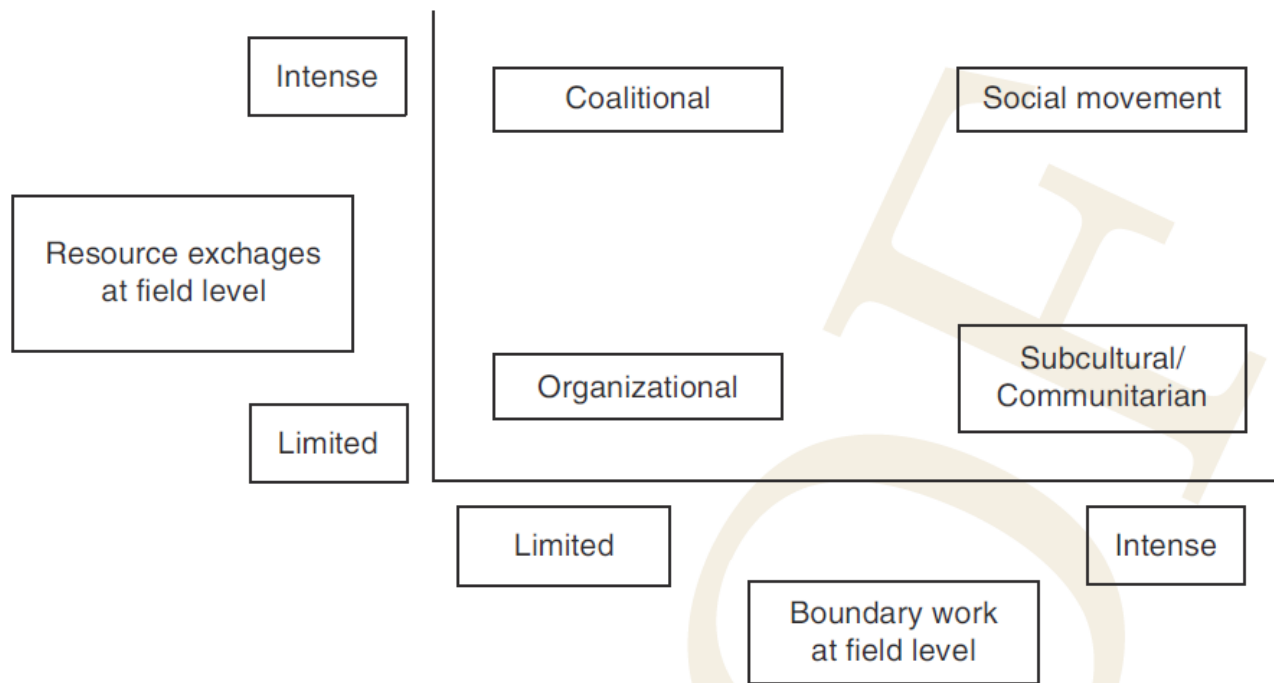 Intense
Coalitional
Social movement
Resource exchages
at field level
Organizational
Subcultural/
Communitarian
Limited
Limited
Intense
Boundary work
at field level